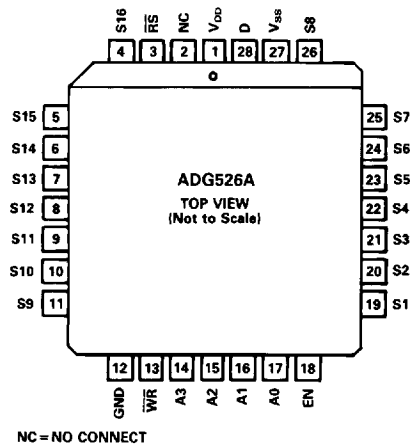 S16 R̅S̅ NC VDD D VSS S8
4 3 2 1 28 27 26
S15 5 25 S7
S14 6 24 S6
S13 7 ADG526A 23 S5
S12 8 TOP VIEW 22 S4
(Not to Scale)
S11 9 21 S3
S10 10 20 S2
S9 11 19 S1
12 13 14 15 16 17 18
GND W̅R̅ A3 A2 A1 A0 EN
NC = NO CONNECT